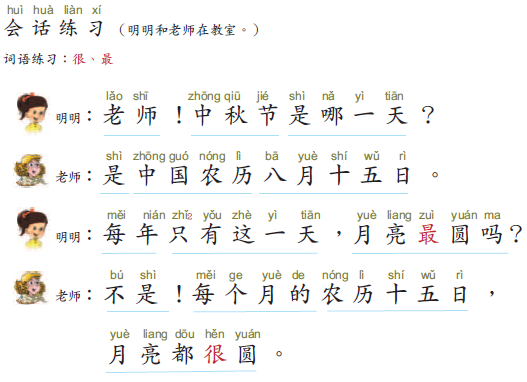 huì huà liàn xí
会话练习（明明和老师在教室。）
词语练习：很、最
lǎo shī zhōng qiū jié shì nǎ yì tiān
明明：老师！中秋节是哪一天？
shì zhōng guó nóng lì bā yuè shí wǔ rì
老师：是中国农历八月十五日。
měi nián zhǐ yǒu zhè yì tiān yuè liang zuì yuán ma
明明：每年只有这一天，月亮最圆吗？
bú shì měi ge yuè de nóng lì shí wǔ rì
老师：不是！每个月的农历十五日，
yuè liang dōu hěn yuán
月亮都很圆。